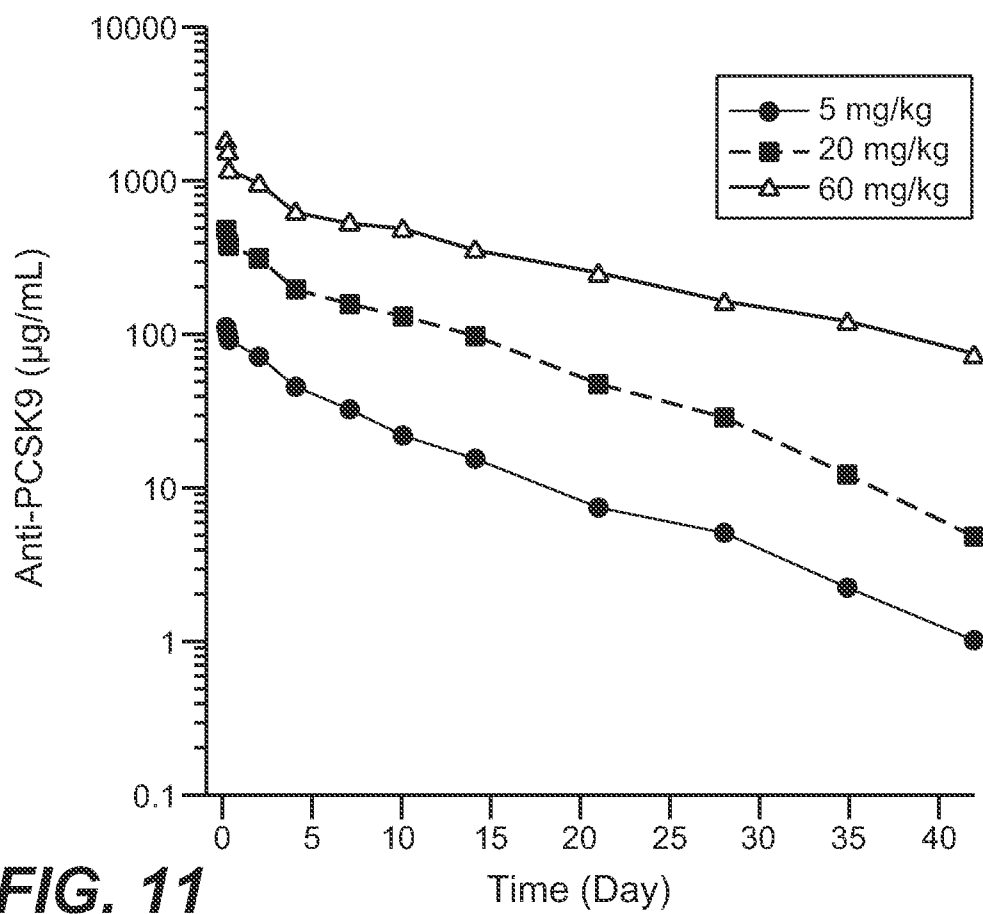 10000
1000
100
10
1
0.1
Anti-PCSK9 (µg/mL)
5 mg/kg
20 mg/kg
60 mg/kg
0 5 10 15 20 25 30 35 40
Time (Day)
FIG. 11